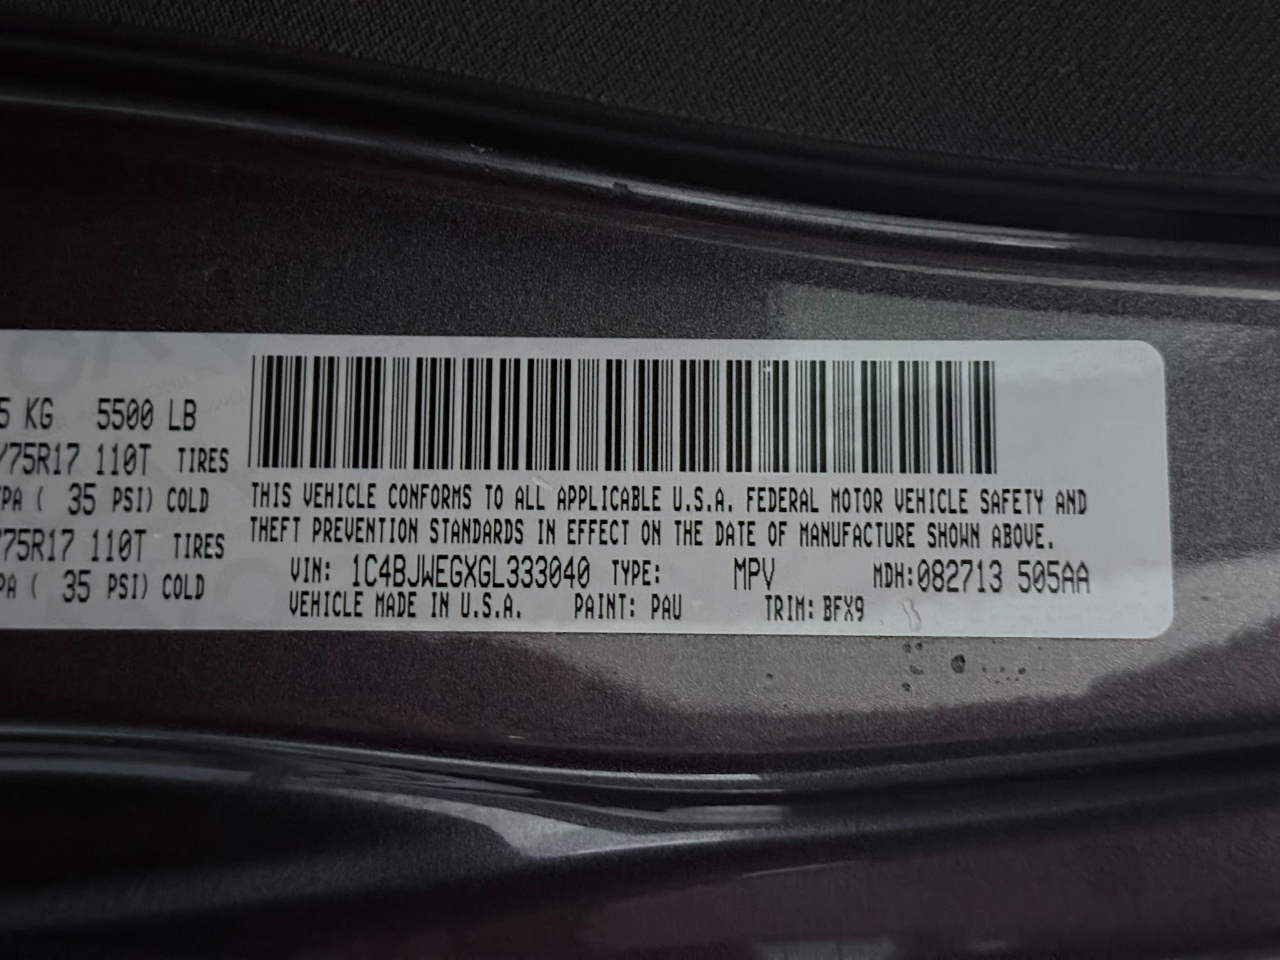 5 KG 5500 LB
/75R17 110T TIRES
PA ( 35 PSI) COLD
/75R17 110T TIRES
PA ( 35 PSI) COLD
THIS VEHICLE CONFORMS TO ALL APPLICABLE U.S.A. FEDERAL MOTOR VEHICLE SAFETY AND
THEFT PREVENTION STANDARDS IN EFFECT ON THE DATE OF MANUFACTURE SHOWN ABOVE.
VIN: 1C4BJWEGXGL333040 TYPE: MPV MDH:082713 505AA
VEHICLE MADE IN U.S.A. PAINT: PAU TRIM: BFX9